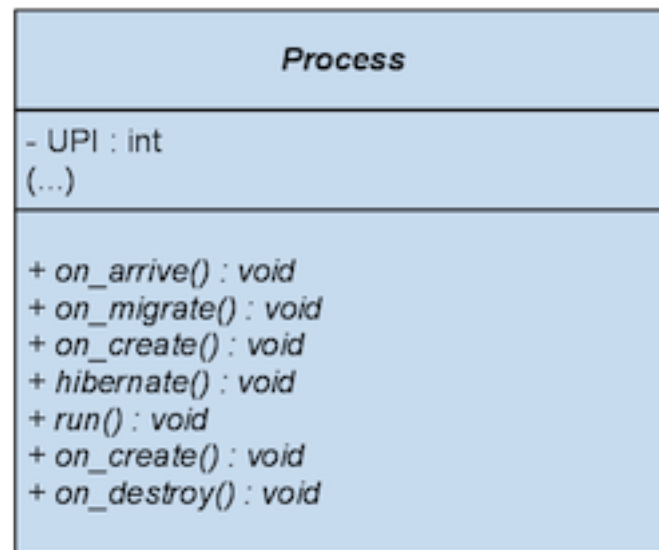 Process
- UPI : int
(...)
+ on_arrive() : void
+ on_migrate() : void
+ on_create() : void
+ hibernate() : void
+ run() : void
+ on_create() : void
+ on_destroy() : void